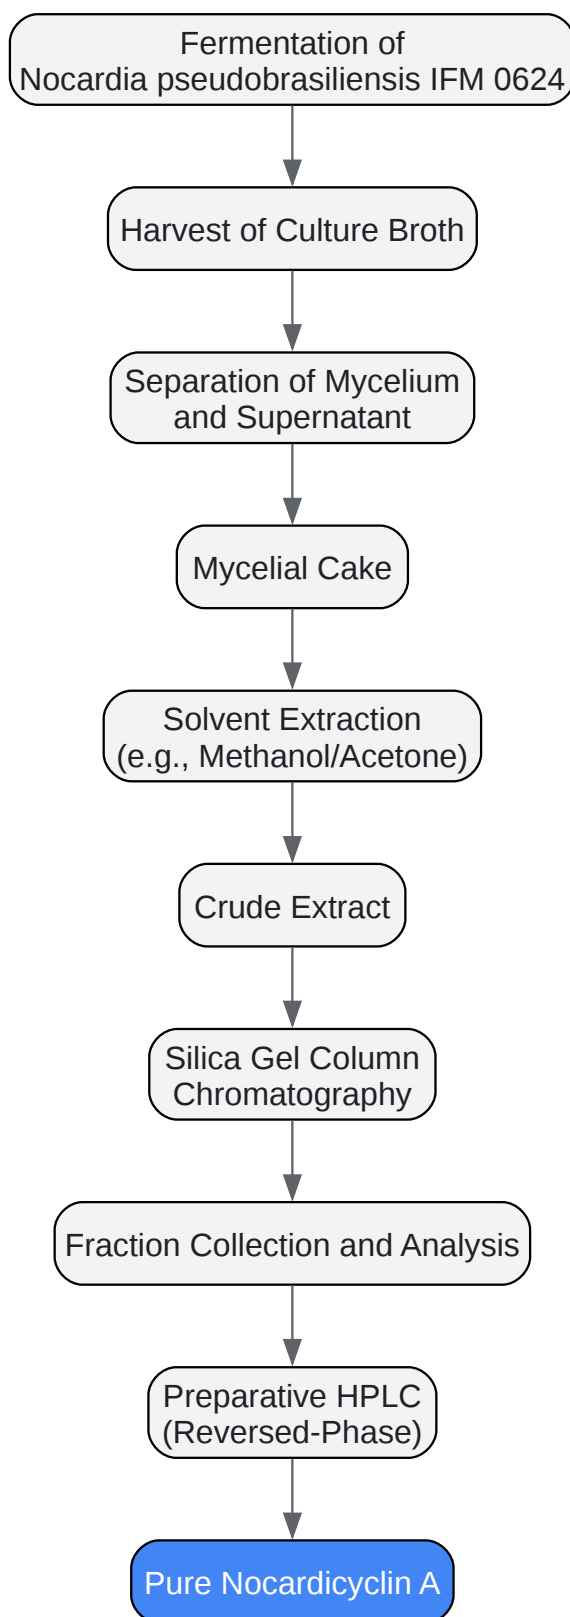 Fermentation of
Nocardia pseudobrasiliensis IFM 0624
Harvest of Culture Broth
Separation of Mycelium
and Supernatant
Mycelial Cake
Solvent Extraction
(e.g., Methanol/Acetone)
Crude Extract
Silica Gel Column
Chromatography
Fraction Collection and Analysis
Preparative HPLC
(Reversed-Phase)
Pure Nocardicyclin A